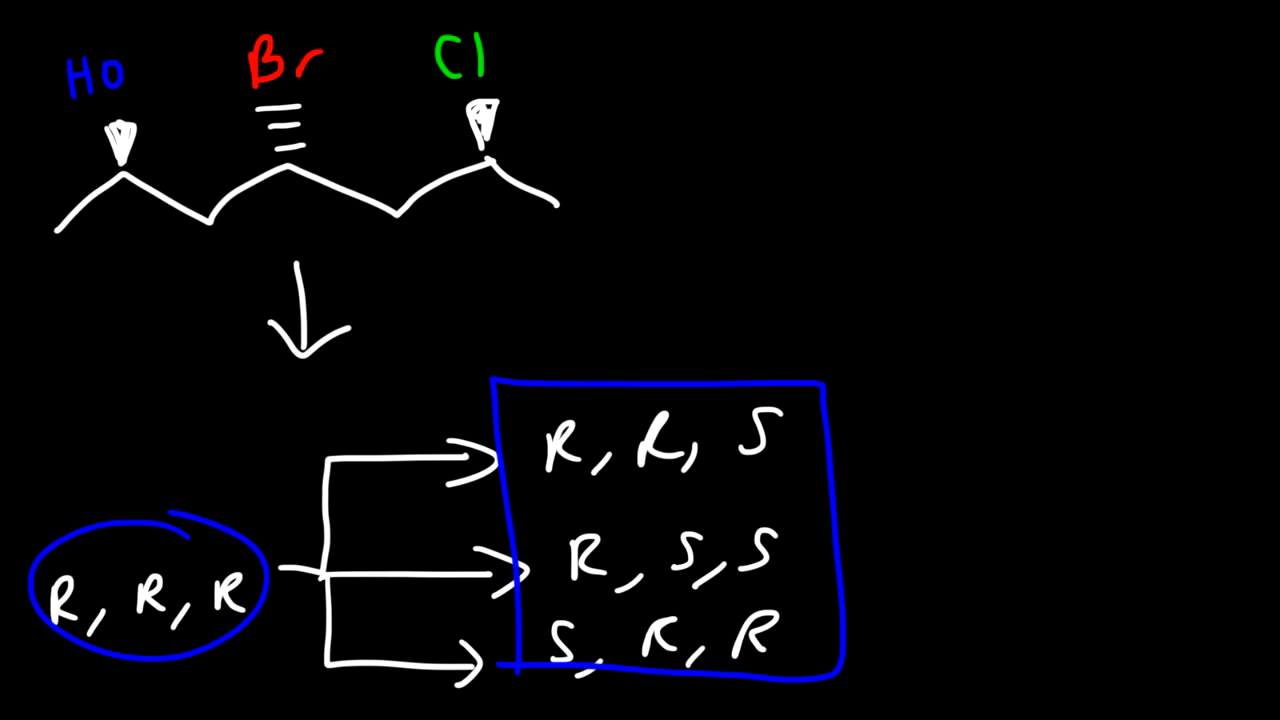 HO Br Cl
R, R, S
R, S, S
R, R, R
S, R, R